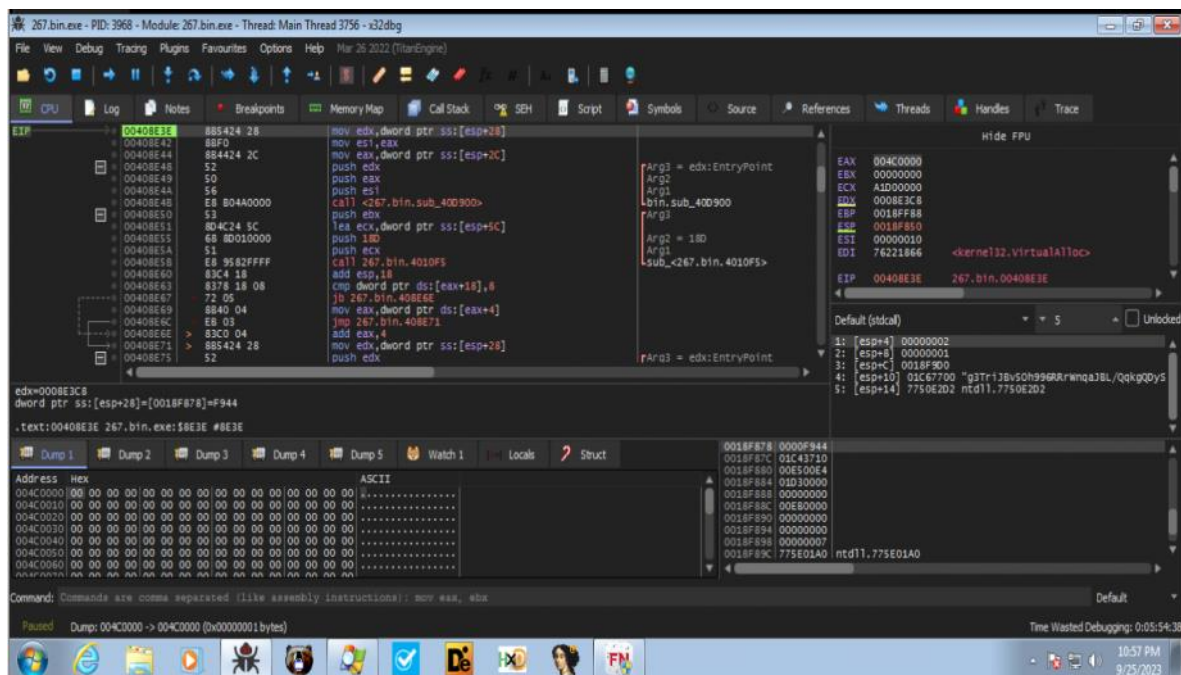 267.bin.exe - PID: 3968 - Module: 267.bin.exe - Thread: Main Thread 3756 - x32dbg
File View Debug Tracing Plugins Favourites Options Help Mar 26 2022 (TitanEngine)
CPU Log Notes Breakpoints Memory Map Call Stack SEH Script Symbols Source References Threads Handles Trace
EIP 00408E3E 8B5424 28 mov edx,dword ptr ss:[esp+28]
00408E42 8BF0 mov esi,eax
00408E44 8B4424 2C mov eax,dword ptr ss:[esp+2C]
00408E48 52 push edx Arg3 = edx:EntryPoint
00408E49 50 push eax Arg2
00408E4A 56 push esi Arg1
00408E4B E8 B04A0000 call <267.bin.sub_40D900> bin.sub_40D900
00408E50 53 push ebx Arg3
00408E51 8D4C24 5C lea ecx,dword ptr ss:[esp+5C]
00408E55 68 8D010000 push 18D Arg2 = 18D
00408E5A 51 push ecx Arg1
00408E5B E8 9582FFFF call 267.bin.4010F5 sub_<267.bin.4010F5>
00408E60 83C4 18 add esp,18
00408E63 8378 18 08 cmp dword ptr ds:[eax+18],8
00408E67 72 05 jb 267.bin.408E6E
00408E69 8B40 04 mov eax,dword ptr ds:[eax+4]
00408E6C EB 03 jmp 267.bin.408E71
00408E6E 83C0 04 add eax,4
00408E71 8B5424 28 mov edx,dword ptr ss:[esp+28]
00408E75 52 push edx Arg3 = edx:EntryPoint
Hide FPU
EAX 004C0000
EBX 00000000
ECX A1D00000
EDX 0008E3C8
EBP 0018FF88
ESP 0018F850
ESI 00000010
EDI 76221866 <kernel32.VirtualAlloc>
EIP 00408E3E 267.bin.00408E3E
Default (stdcall) 5 Unlocked
1: [esp+4] 00000002
2: [esp+8] 00000001
3: [esp+C] 0018F9D0
4: [esp+10] 01C67700
5: [esp+14] 7750E2D2 ntdll.7750E2D2
edx=0008E3C8
dword ptr ss:[esp+28]=[0018F878]=F944
.text:00408E3E 267.bin.exe:$8E3E #8E3E
Dump 1 Dump 2 Dump 3 Dump 4 Dump 5 Watch 1 Locals Struct
Address Hex ASCII
004C0000 00 00 00 00 00 00 00 00 00 00 00 00 00 00 00 00 ................
004C0010 00 00 00 00 00 00 00 00 00 00 00 00 00 00 00 00 ................
004C0020 00 00 00 00 00 00 00 00 00 00 00 00 00 00 00 00 ................
004C0030 00 00 00 00 00 00 00 00 00 00 00 00 00 00 00 00 ................
004C0040 00 00 00 00 00 00 00 00 00 00 00 00 00 00 00 00 ................
004C0050 00 00 00 00 00 00 00 00 00 00 00 00 00 00 00 00 ................
004C0060 00 00 00 00 00 00 00 00 00 00 00 00 00 00 00 00 ................
0018F878 0000F944
0018F87C 01C43710
0018F880 00E500E4
0018F884 01D30000
0018F888 00000000
0018F88C 00EB0000
0018F890 00000000
0018F894 00000000
0018F898 00000007
0018F89C 775E01A0 ntdll.775E01A0
Command: Commands are comma separated (like assembly instructions): mov eax, ebx Default
Paused Dump: 004C0000 -> 004C0000 (0x00000001 bytes) Time Wasted Debugging: 0:05:54:38
De HxD FN
10:57 PM
9/25/2023